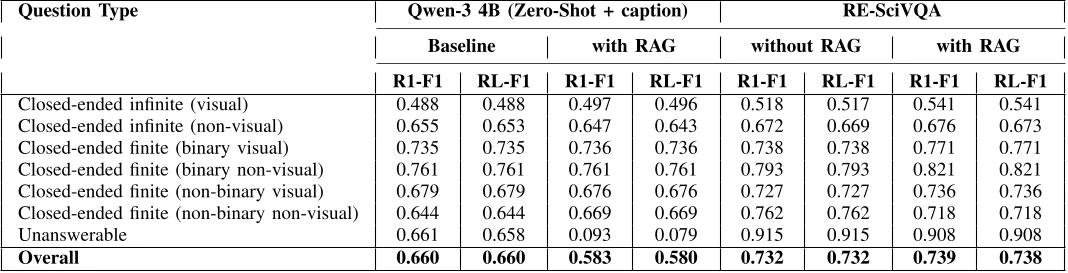 Question Type Qwen-3 4B (Zero-Shot + caption) RE-SciVQA
Baseline with RAG without RAG with RAG
R1-F1 RL-F1 R1-F1 RL-F1 R1-F1 RL-F1 R1-F1 RL-F1
Closed-ended infinite (visual) 0.488 0.488 0.497 0.496 0.518 0.517 0.541 0.541
Closed-ended infinite (non-visual) 0.655 0.653 0.647 0.643 0.672 0.669 0.676 0.673
Closed-ended finite (binary visual) 0.735 0.735 0.736 0.736 0.738 0.738 0.771 0.771
Closed-ended finite (binary non-visual) 0.761 0.761 0.761 0.761 0.793 0.793 0.821 0.821
Closed-ended finite (non-binary visual) 0.679 0.679 0.676 0.676 0.727 0.727 0.736 0.736
Closed-ended finite (non-binary non-visual) 0.644 0.644 0.669 0.669 0.762 0.762 0.718 0.718
Unanswerable 0.661 0.658 0.093 0.079 0.915 0.915 0.908 0.908
Overall 0.660 0.660 0.583 0.580 0.732 0.732 0.739 0.738